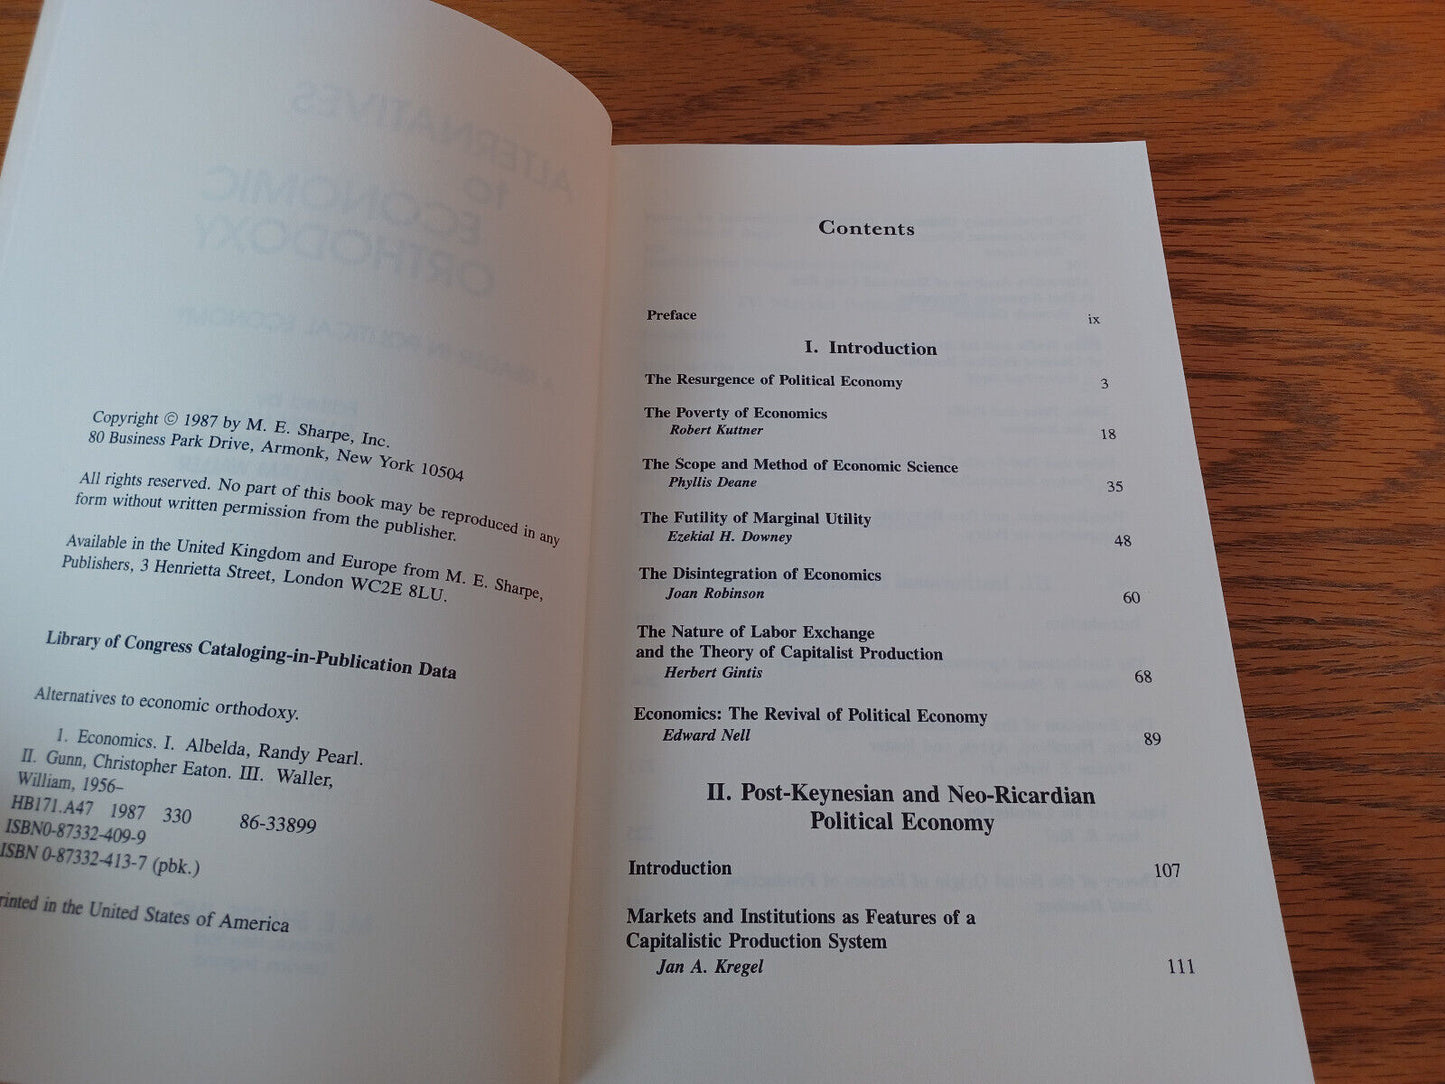 Copyright © 1987 by M. E. Sharpe, Inc.
80 Business Park Drive, Armonk, New York 10504
All rights reserved. No part of this book may be reproduced in any
form without written permission from the publisher.
Available in the United Kingdom and Europe from M. E. Sharpe,
Publishers, 3 Henrietta Street, London WC2E 8LU.
Library of Congress Cataloging-in-Publication Data
Alternatives to economic orthodoxy.
1. Economics. I. Albelda, Randy Pearl.
II. Gunn, Christopher Eaton. III. Waller,
William, 1956–
HB171.A47 1987 330 86-33899
ISBN0-87332-409-9
ISBN 0-87332-413-7 (pbk.)
rinted in the United States of America
Contents
Preface ix
I. Introduction
The Resurgence of Political Economy 3
The Poverty of Economics
Robert Kuttner 18
The Scope and Method of Economic Science
Phyllis Deane 35
The Futility of Marginal Utility
Ezekial H. Downey 48
The Disintegration of Economics
Joan Robinson 60
The Nature of Labor Exchange
and the Theory of Capitalist Production
Herbert Gintis 68
Economics: The Revival of Political Economy
Edward Nell 89
II. Post-Keynesian and Neo-Ricardian
Political Economy
Introduction 107
Markets and Institutions as Features of a
Capitalistic Production System
Jan A. Kregel 111